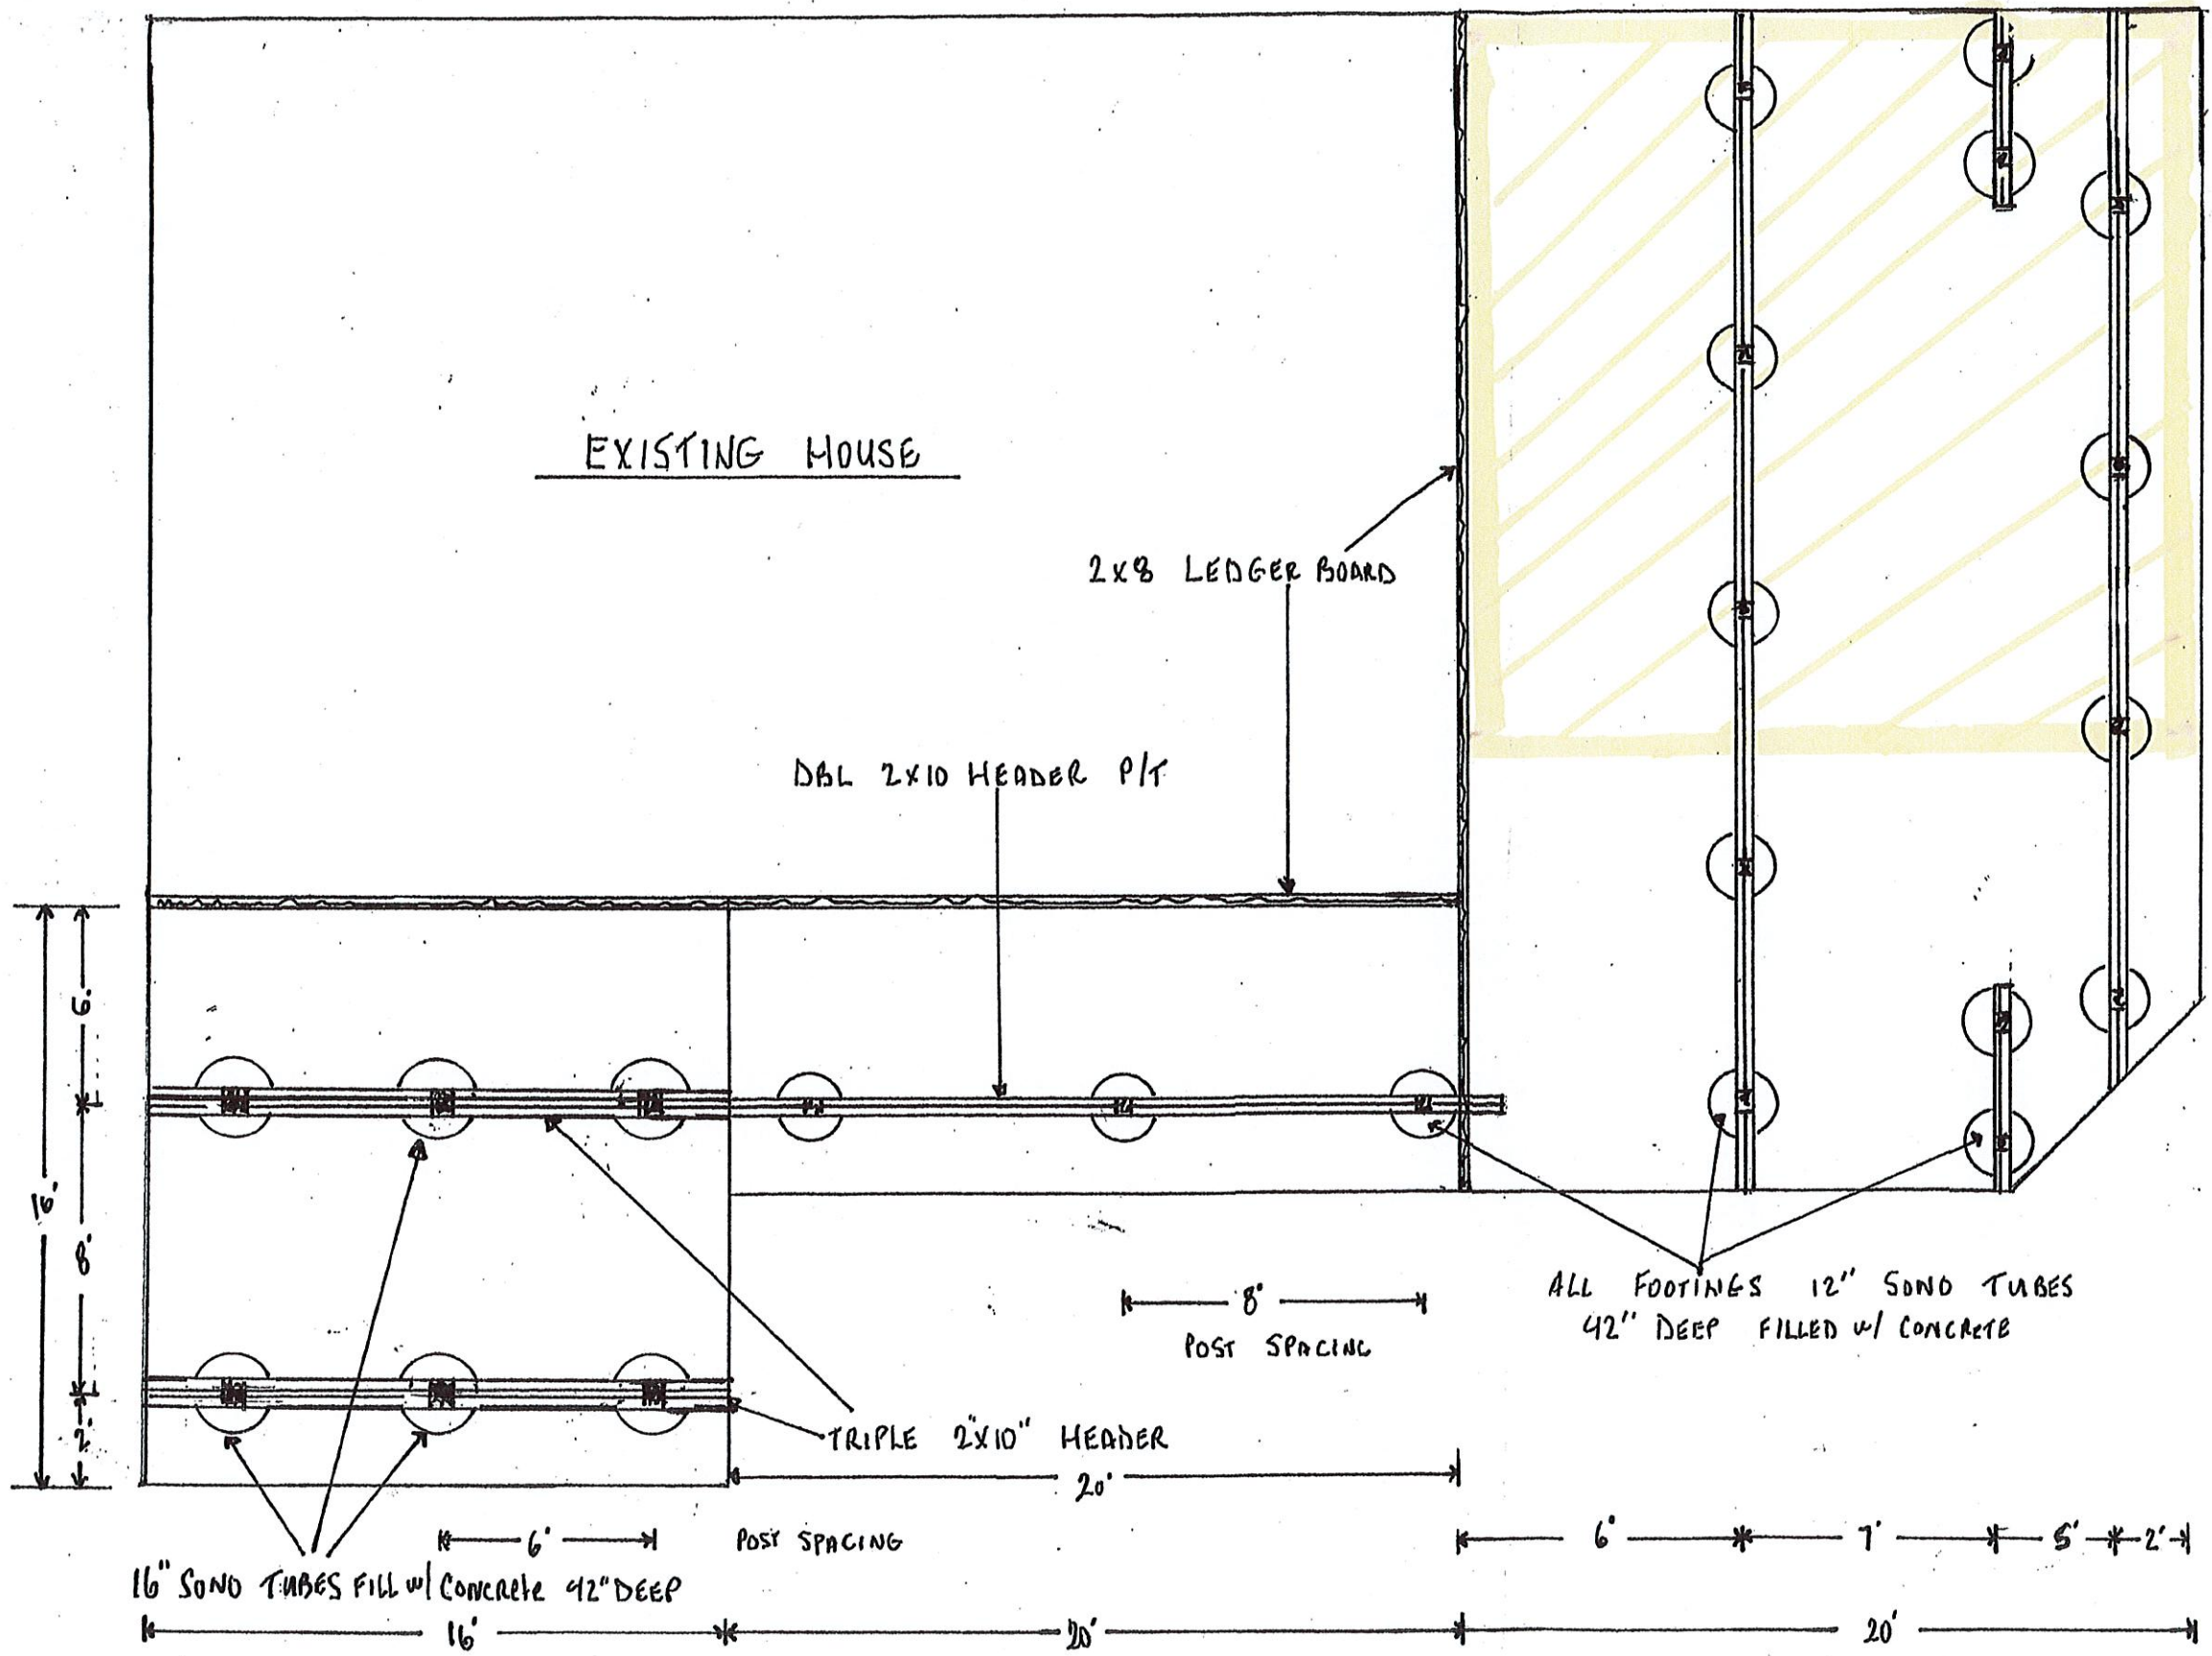 EXISTING HOUSE
2X8 LEDGER BOARD
DBL 2X10 HEADER P/T
6'
16'
8'
2'
8'
POST SPACING
ALL FOOTINGS 12" SONO TUBES
42" DEEP FILLED w/ CONCRETE
TRIPLE 2"X10" HEADER
20'
6' POST SPACING
6' 7' 5' 2'
16" SONO TUBES FILL w/ CONCRETE 42" DEEP
16' 20' 20'